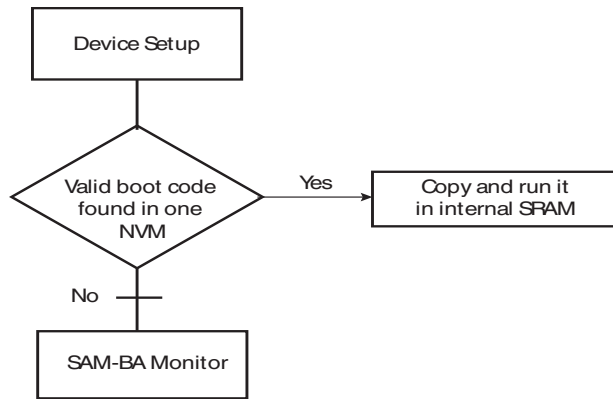 Device Setup
Valid boot code
found in one
NVM
Yes
Copy and run it
in internal SRAM
No
SAM-BA Monitor